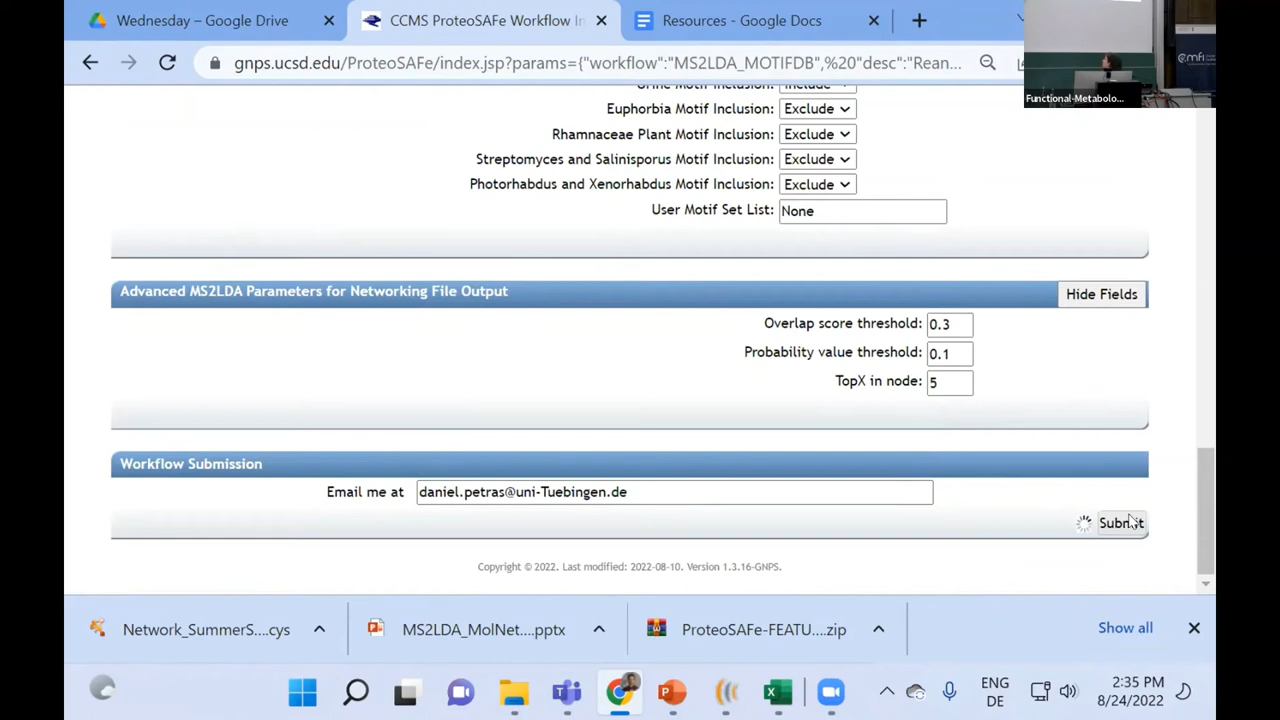 Wednesday – Google Drive
CCMS ProteoSAFe Workflow In
Resources - Google Docs
gnps.ucsd.edu/ProteoSAFe/index.jsp?params={"workflow":"MS2LDA_MOTIFDB",%20"desc":"Rean...
cmfi
Functional-Metabolo...
Urine Motif Inclusion: Include
Euphorbia Motif Inclusion: Exclude
Rhamnaceae Plant Motif Inclusion: Exclude
Streptomyces and Salinisporus Motif Inclusion: Exclude
Photorhabdus and Xenorhabdus Motif Inclusion: Exclude
User Motif Set List: None
Advanced MS2LDA Parameters for Networking File Output
Hide Fields
Overlap score threshold: 0.3
Probability value threshold: 0.1
TopX in node: 5
Workflow Submission
Email me at daniel.petras@uni-Tuebingen.de
Submit
Copyright © 2022. Last modified: 2022-08-10. Version 1.3.16-GNPS.
Network_SummerS....cys
MS2LDA_MolNet....pptx
ProteoSAFe-FEATU....zip
Show all
ENG
DE
2:35 PM
8/24/2022